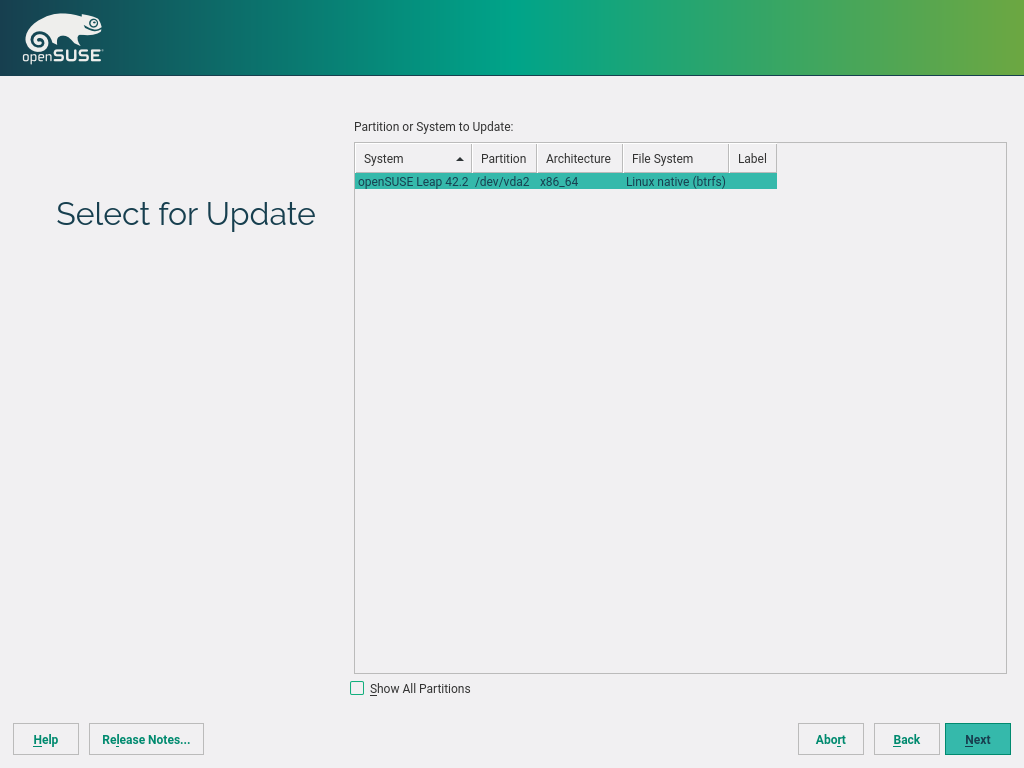 openSUSE
Partition or System to Update:
System Partition Architecture File System Label
openSUSE Leap 42.2 /dev/vda2 x86_64 Linux native (btrfs)
Select for Update
Show All Partitions
Help Release Notes... Abort Back Next